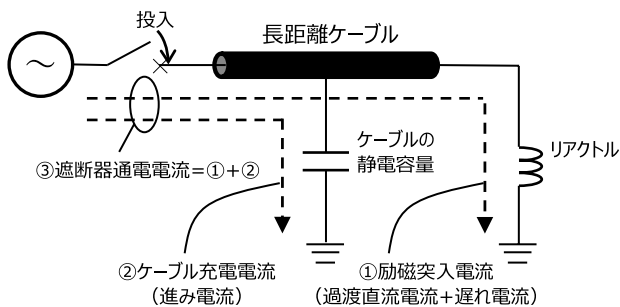 投入
長距離ケーブル
ケーブルの
静電容量
リアクトル
③遮断器通電電流=①+②
②ケーブル充電電流
（進み電流）
①励磁突入電流
（過渡直流電流+遅れ電流）